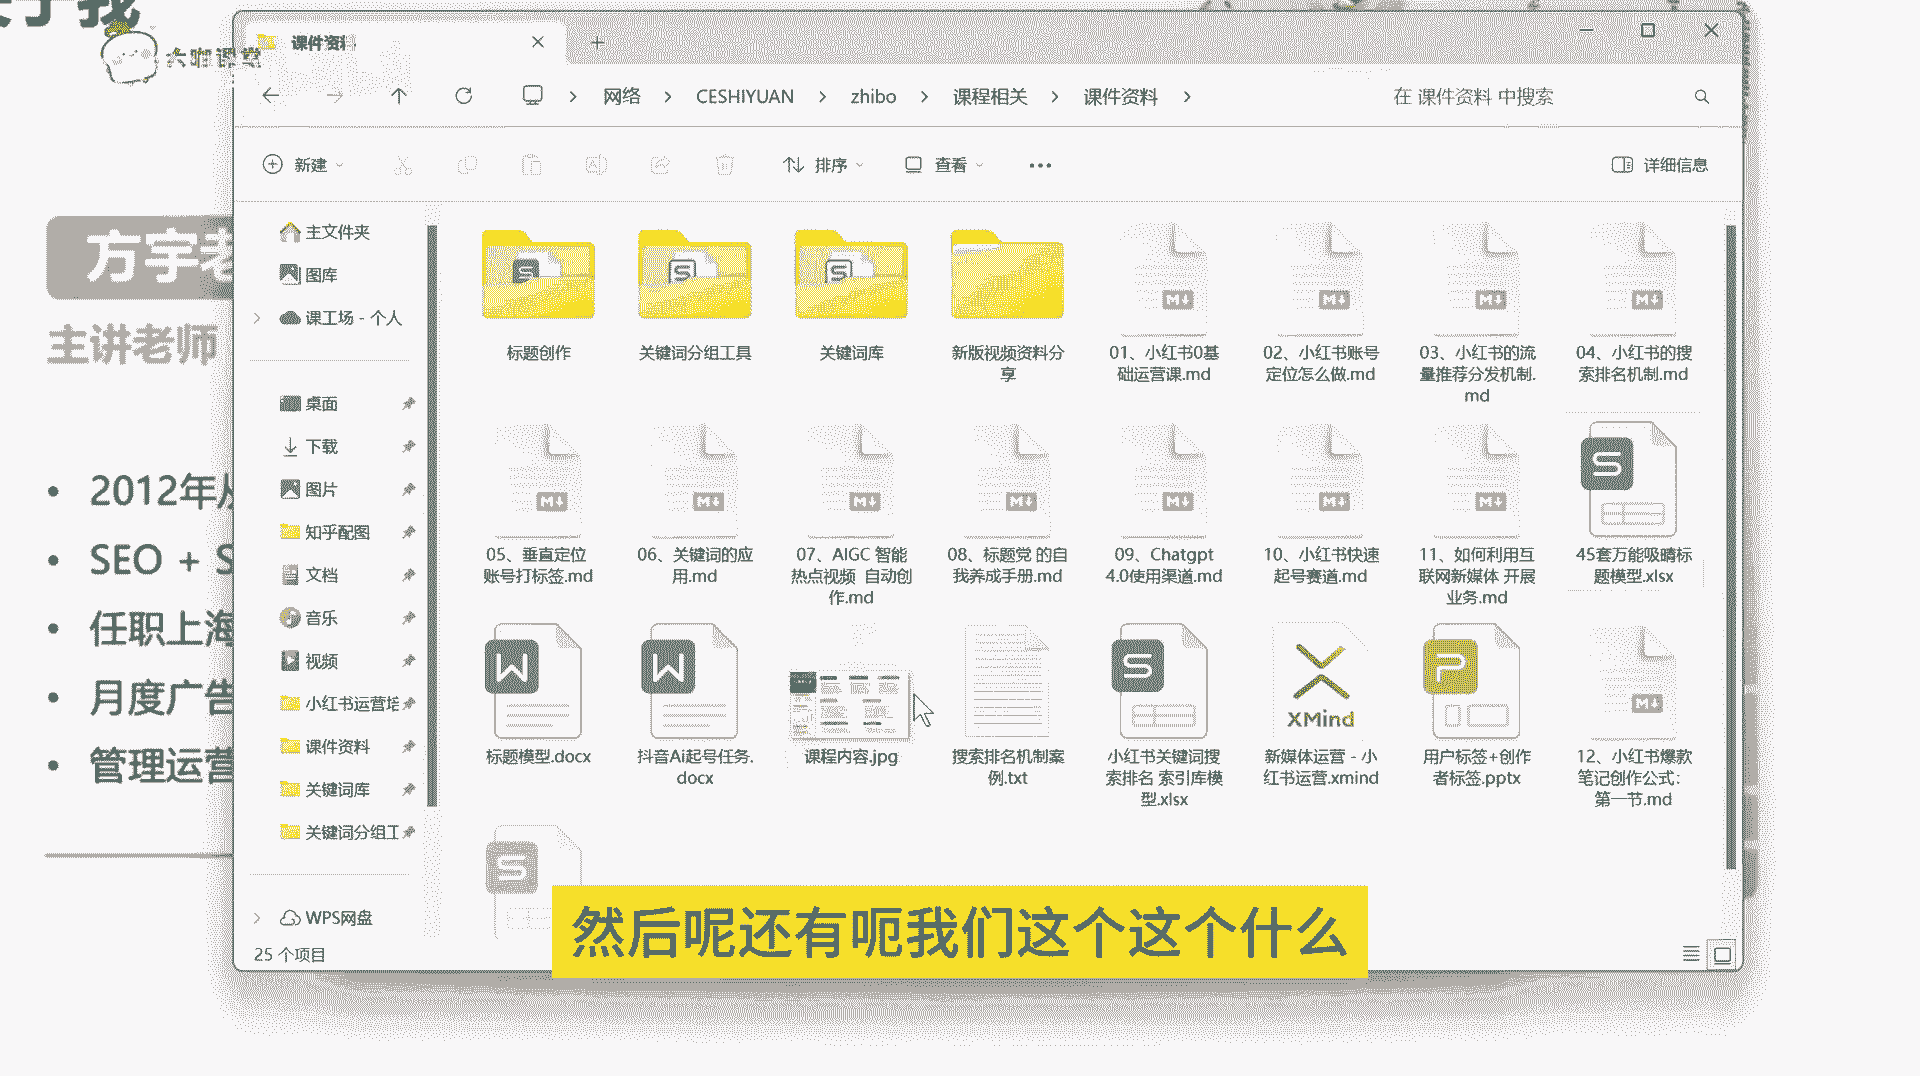 大咖课堂
课件资料
网络 > CESHIYUAN > zhibo > 课程相关 > 课件资料 >
在 课件资料 中搜索
新建
排序
查看
详细信息
方宇老
主讲老师
2012年从
SEO + S
任职上海
月度广告
管理运营
主文件夹
图库
课工场 - 个人
桌面
下载
图片
知乎配图
文档
音乐
视频
小红书运营培
课件资料
关键词库
关键词分组工
WPS网盘
25 个项目
标题创作
关键词分组工具
关键词库
新版视频资料分
享
01、小红书0基
础运营课.md
02、小红书账号
定位怎么做.md
03、小红书的流
量推荐分发机制.
md
04、小红书的搜
索排名机制.md
05、垂直定位
账号打标签.md
06、关键词的应
用.md
07、AIGC 智能
热点视频 自动创
作.md
08、标题党 的自
我养成手册.md
09、Chatgpt
4.0使用渠道.md
10、小红书快速
起号赛道.md
11、如何利用互
联网新媒体 开展
业务.md
45套万能吸睛标
题模型.xlsx
标题模型.docx
抖音Ai起号任务.
docx
课程内容.jpg
搜索排名机制案
例.txt
小红书关键词搜
索排名 索引库模
型.xlsx
XMind
新媒体运营 - 小
红书运营.xmind
用户标签+创作
者标签.pptx
12、小红书爆款
笔记创作公式：
第一节.md
然后呢还有呃我们这个这个什么